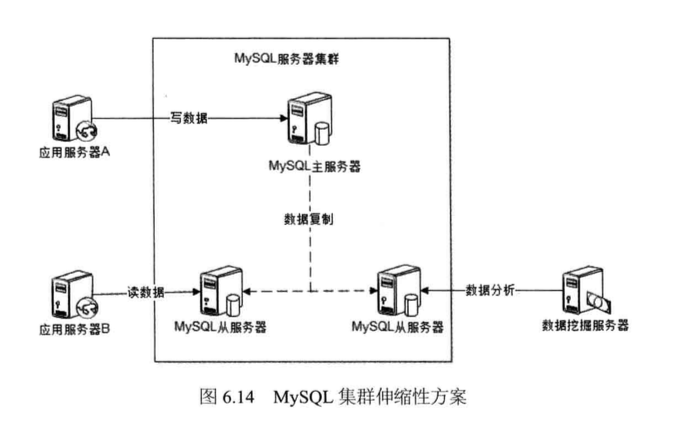 MySQL服务器集群
写数据
应用服务器A
MySQL主服务器
数据复制
读数据
数据分析
应用服务器B
MySQL从服务器
MySQL从服务器
数据挖掘服务器
图 6.14 MySQL 集群伸缩性方案